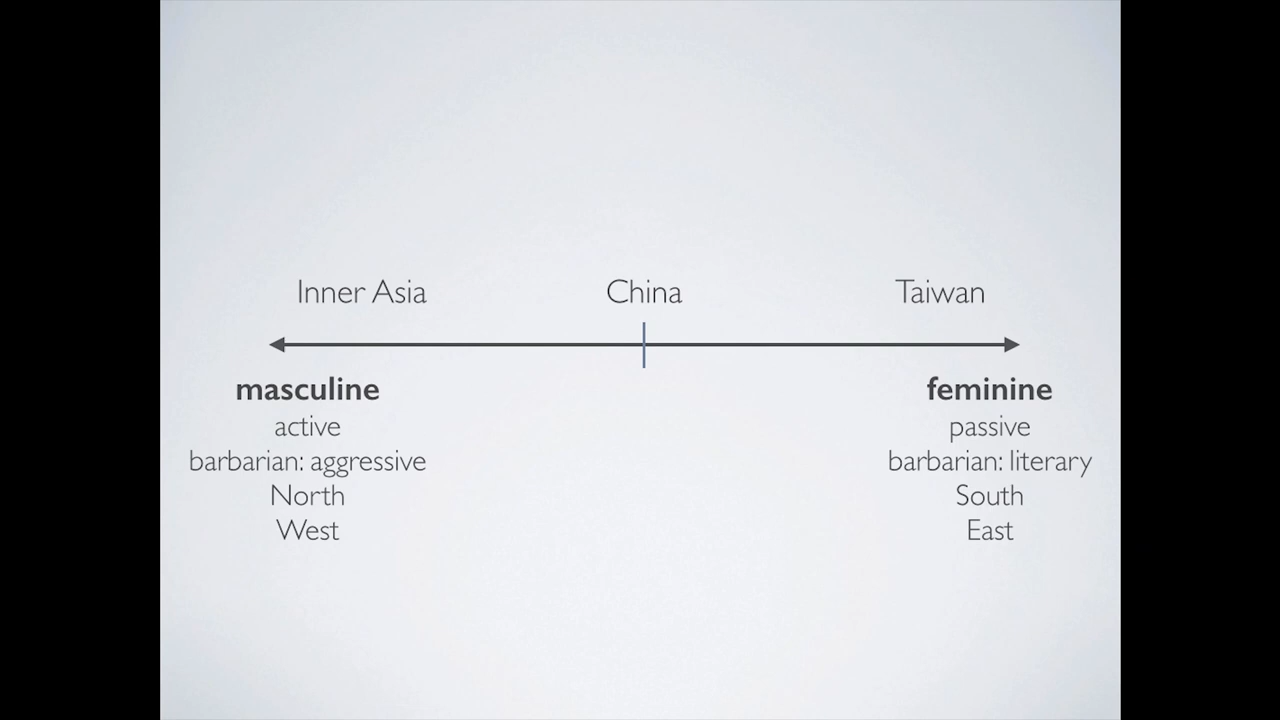 Inner Asia
China
Taiwan
masculine
active
barbarian: aggressive
North
West
feminine
passive
barbarian: literary
South
East